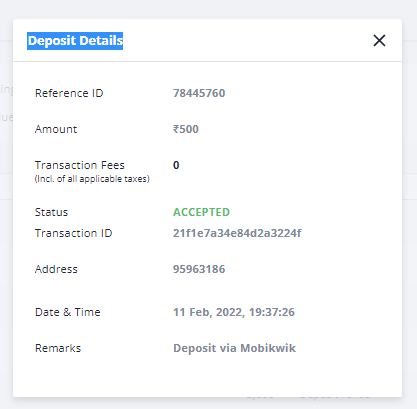 Deposit Details
Reference ID 78445760
Amount ₹500
Transaction Fees 0
(Incl. of all applicable taxes)
Status ACCEPTED
Transaction ID 21f1e7a34e84d2a3224f
Address 95963186
Date & Time 11 Feb, 2022, 19:37:26
Remarks Deposit via Mobikwik